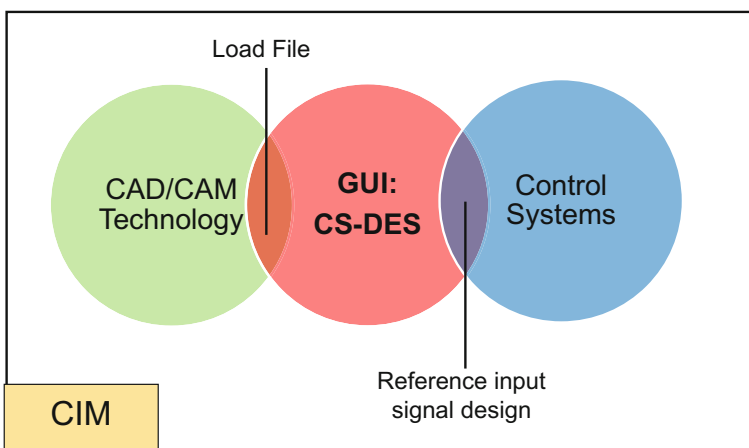 Load File
CAD/CAM
Technology
GUI:
CS-DES
Control
Systems
Reference input
signal design
CIM